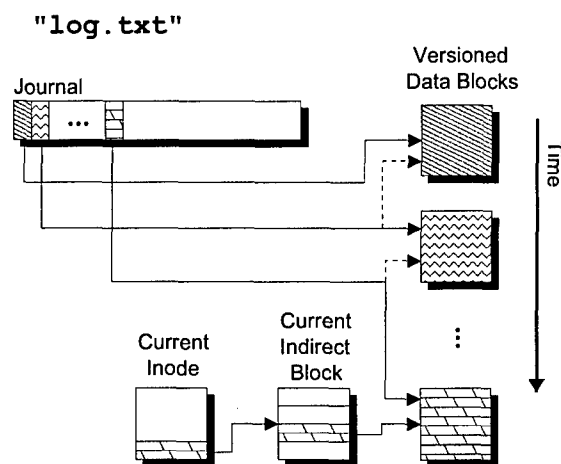 "log.txt"
Journal
...
Versioned
Data Blocks
Time
...
Current
Inode
Current
Indirect
Block